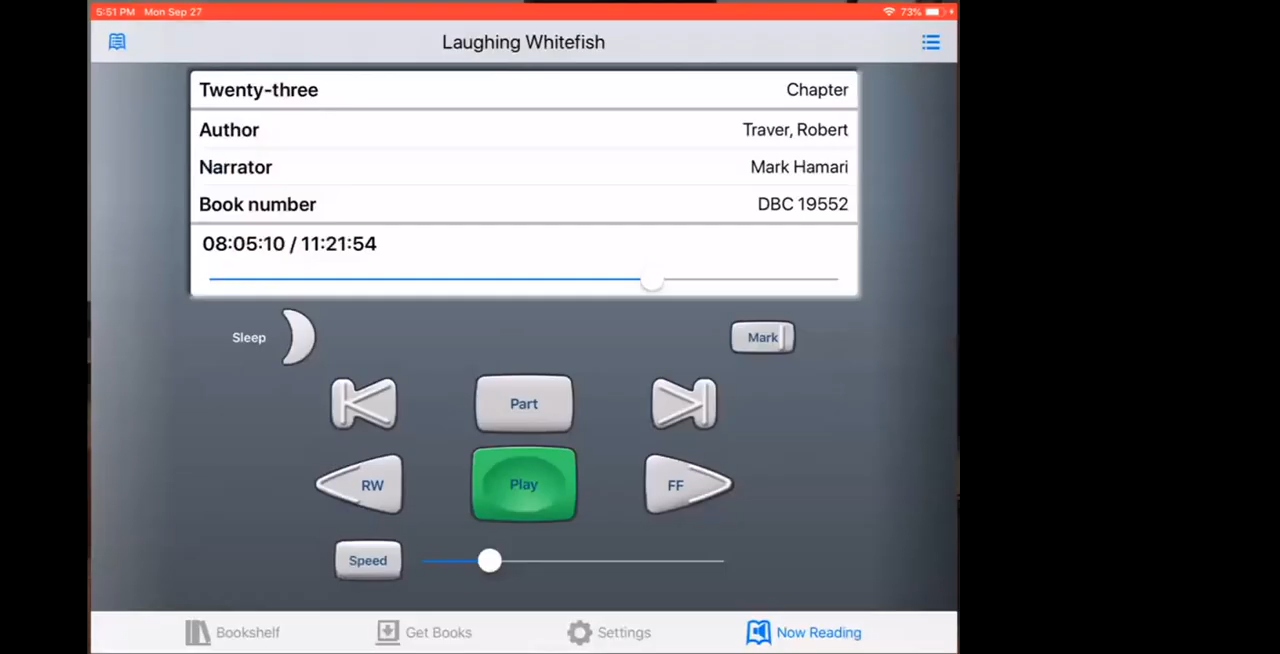 5:51 PM Mon Sep 27 73%
Laughing Whitefish
Twenty-three Chapter
Author Traver, Robert
Narrator Mark Hamari
Book number DBC 19552
08:05:10 / 11:21:54
Sleep Mark
Part
RW Play FF
Speed
Bookshelf Get Books Settings Now Reading